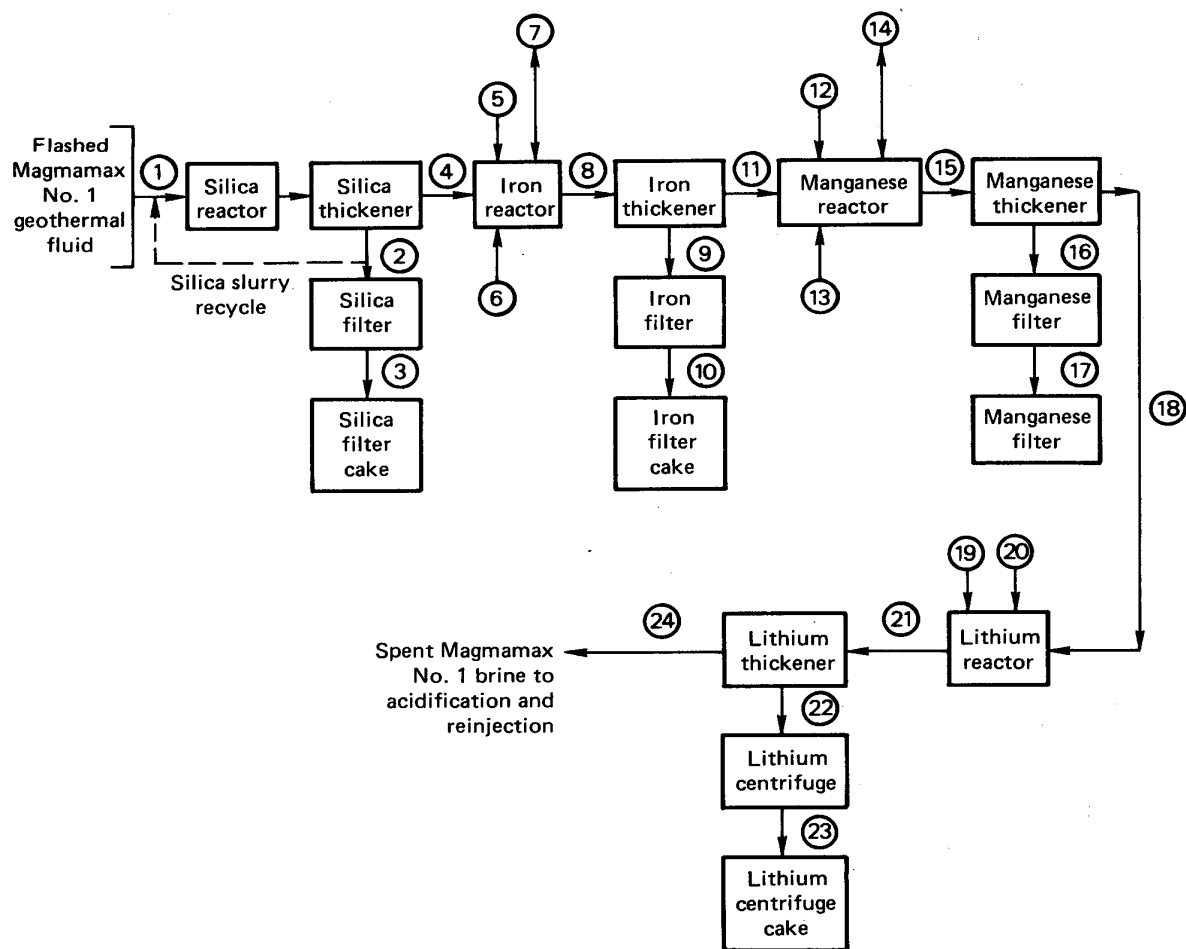 Flashed
Magmamax
No. 1
geothermal
fluid
1
Silica
reactor
Silica
thickener
Silica slurry
recycle
2
Silica
filter
3
Silica
filter
cake
4
5
6
7
Iron
reactor
8
Iron
thickener
9
Iron
filter
10
Iron
filter
cake
11
12
13
14
Manganese
reactor
15
Manganese
thickener
16
Manganese
filter
17
Manganese
filter
18
19
20
Lithium
reactor
21
Lithium
thickener
22
Lithium
centrifuge
23
Lithium
centrifuge
cake
24
Spent Magmamax
No. 1 brine to
acidification and
reinjection